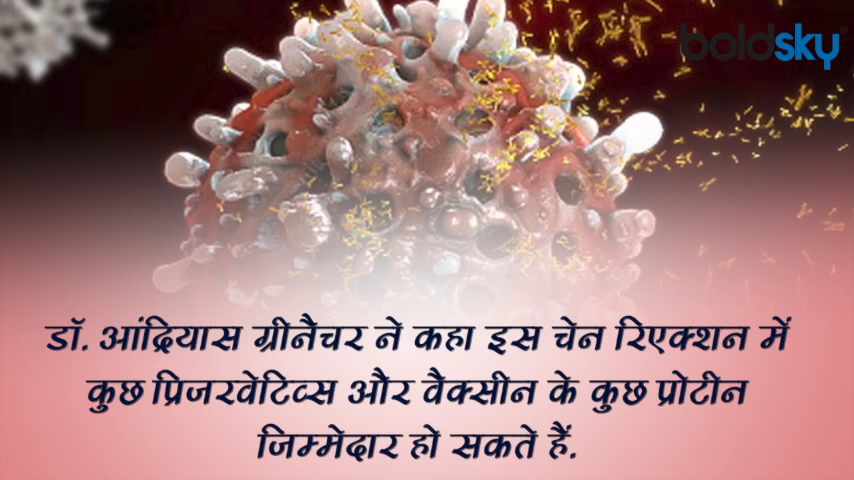 boldsky
डॉ. आंद्रियास ग्रीनैचर ने कहा इस चेन रिएक्शन में
कुछ प्रिजरवेटिव्स और वैक्सीन के कुछ प्रोटीन
जिम्मेदार हो सकते हैं.